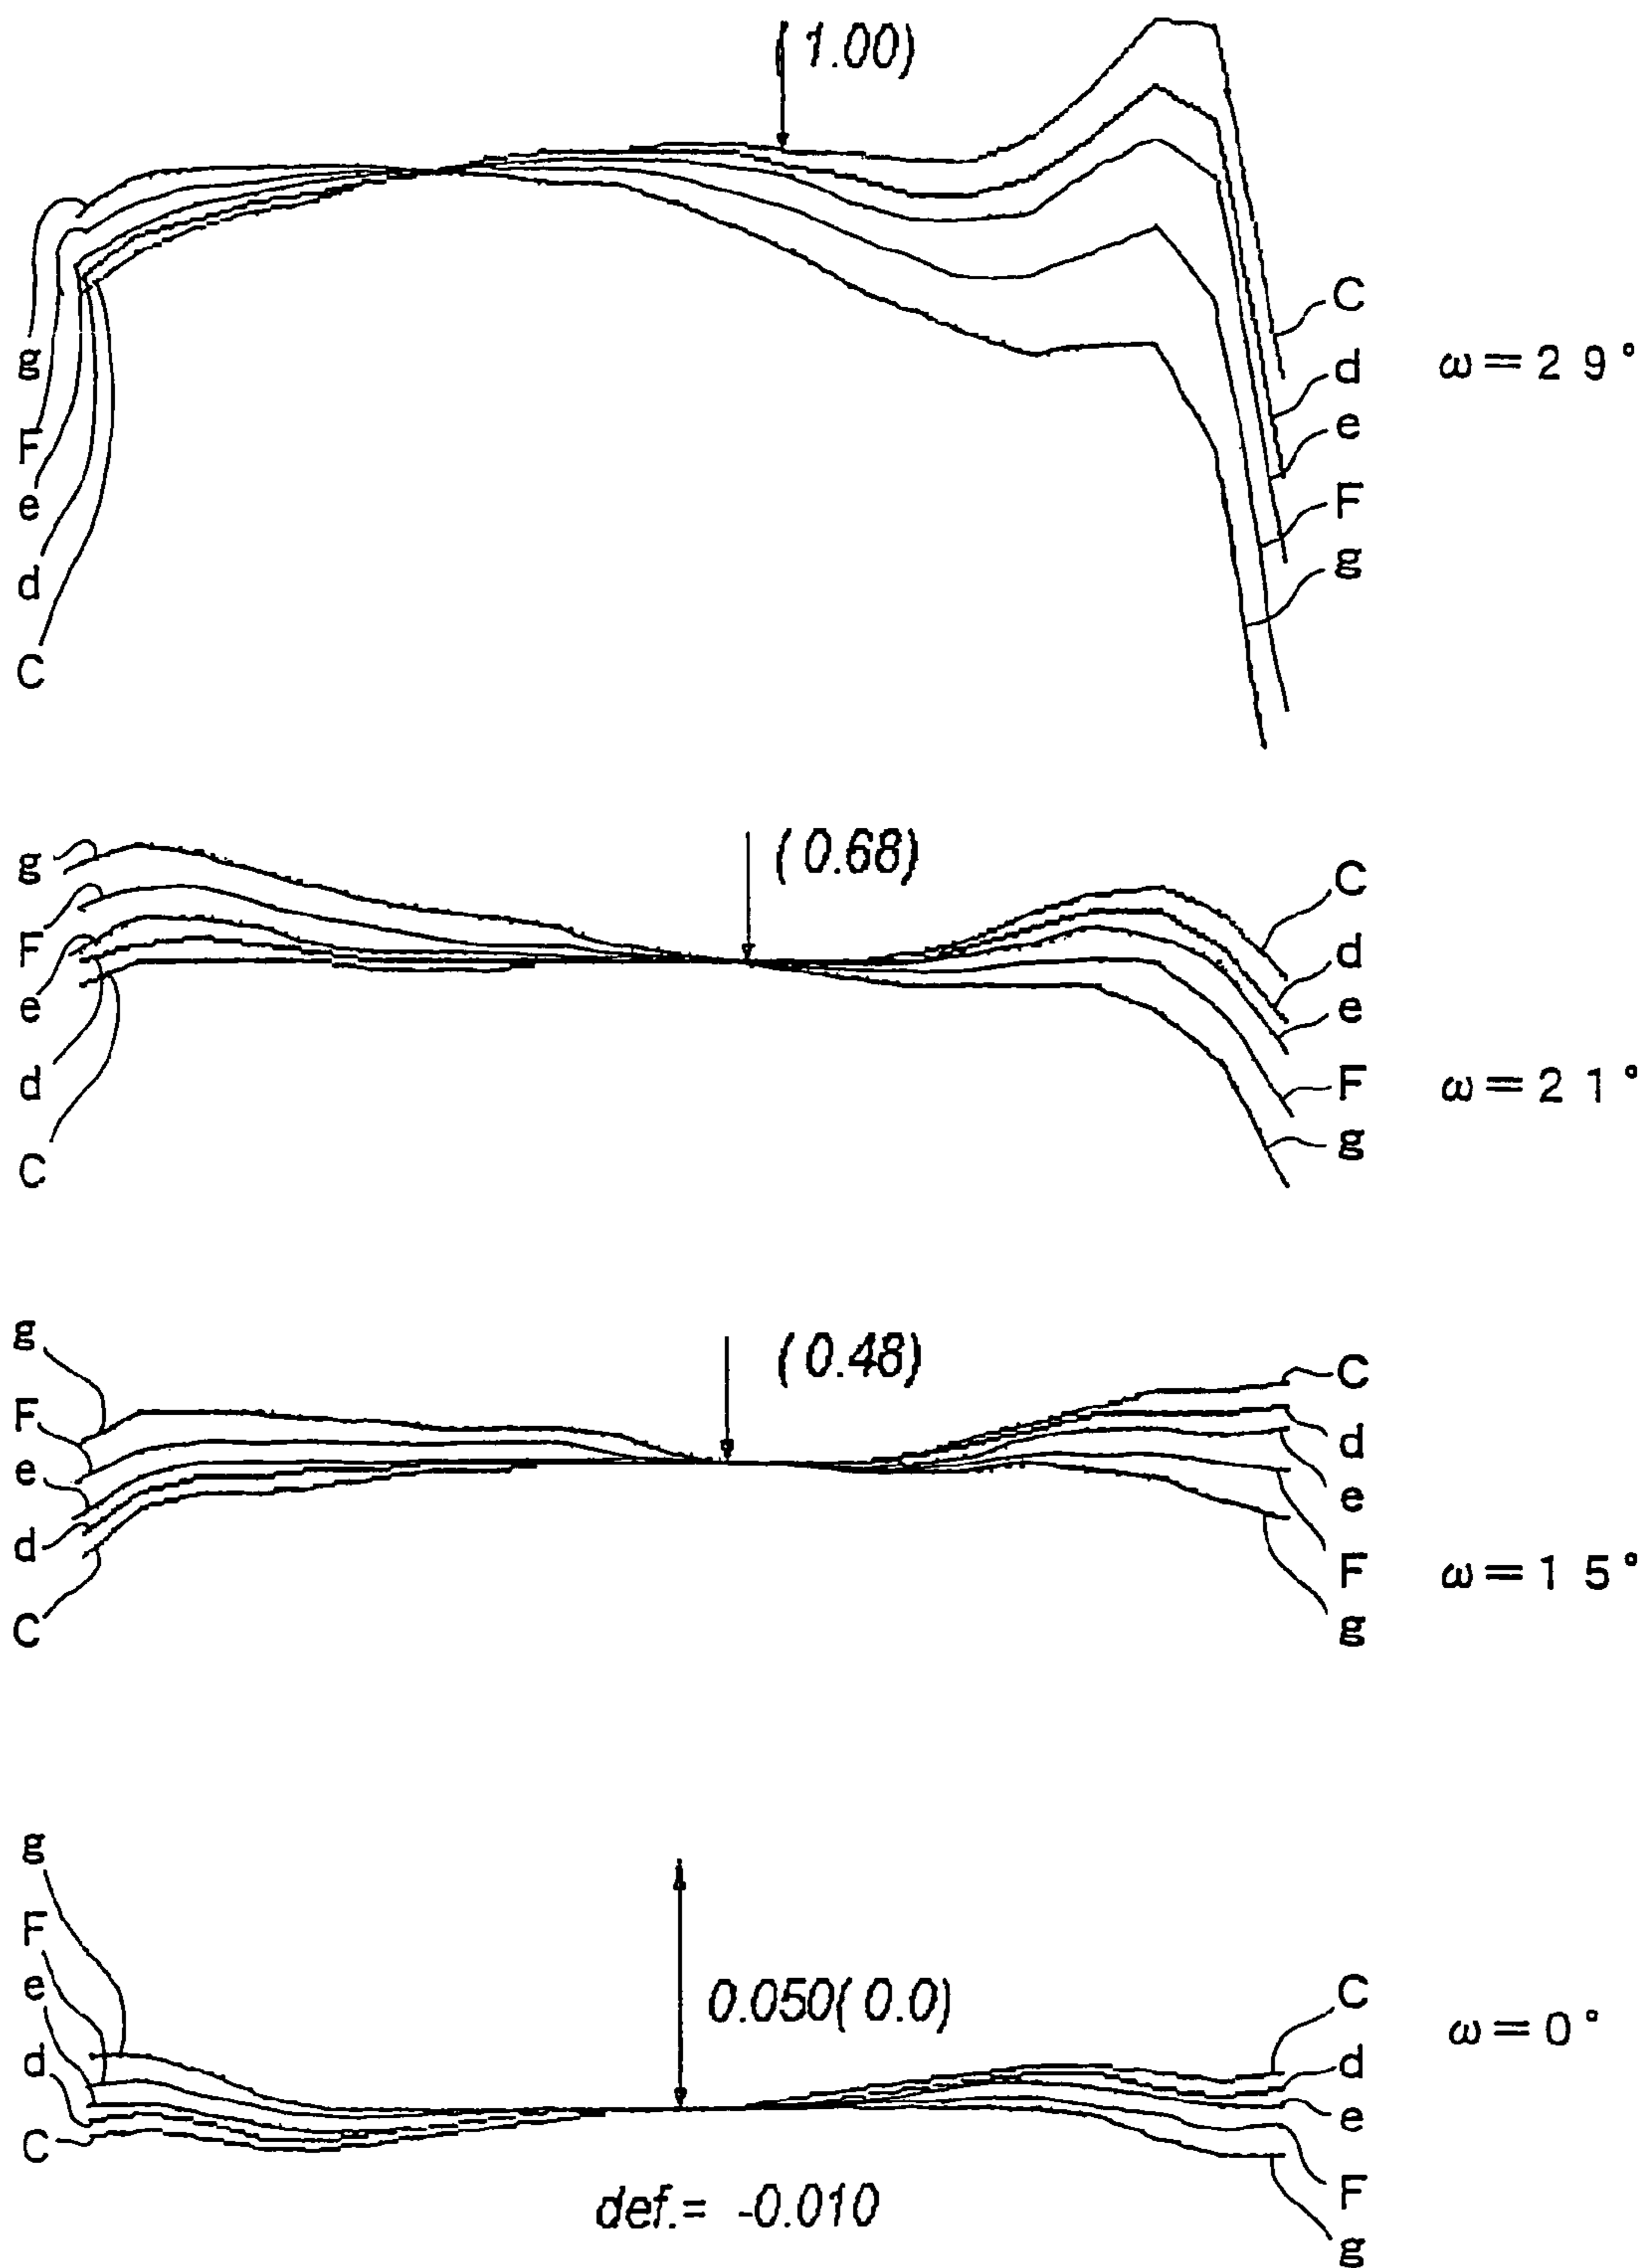 (1.00)
g
F
e
d
C
C
d
e
F
g
ω=29°
(0.68)
g
F
e
d
C
C
d
e
F
g
ω=21°
(0.48)
g
F
e
d
C
C
d
e
F
g
ω=15°
0.050(0.0)
g
F
e
d
C
C
d
e
F
g
ω=0°
def.= -0.010